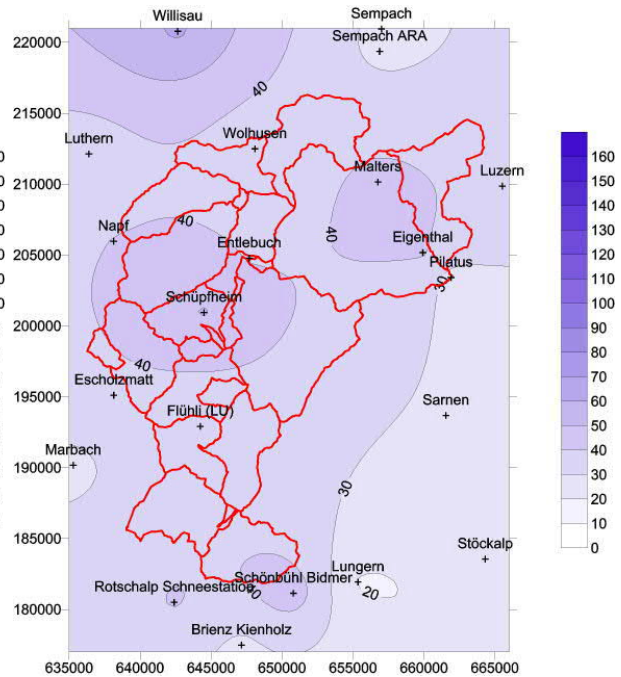 Willisau
Sempach
220000
Sempach ARA
40
215000
Wolhusen
Luthern
Malters
210000
Luzern
40
Napf
40
Eigenthal
Entlebuch
205000
Pilatus
30
Schüpfheim
200000
40
Escholzmatt
195000
Sarnen
Flühli (LU)
Marbach
190000
30
185000
Stöckalp
Lungern
Schönbühl Bidmer
Rotschalp Schneestation
20
180000
Brienz Kienholz
635000 640000 645000 650000 655000 660000 665000
160
140
120
100
90
80
70
60
50
40
30
20
10
0